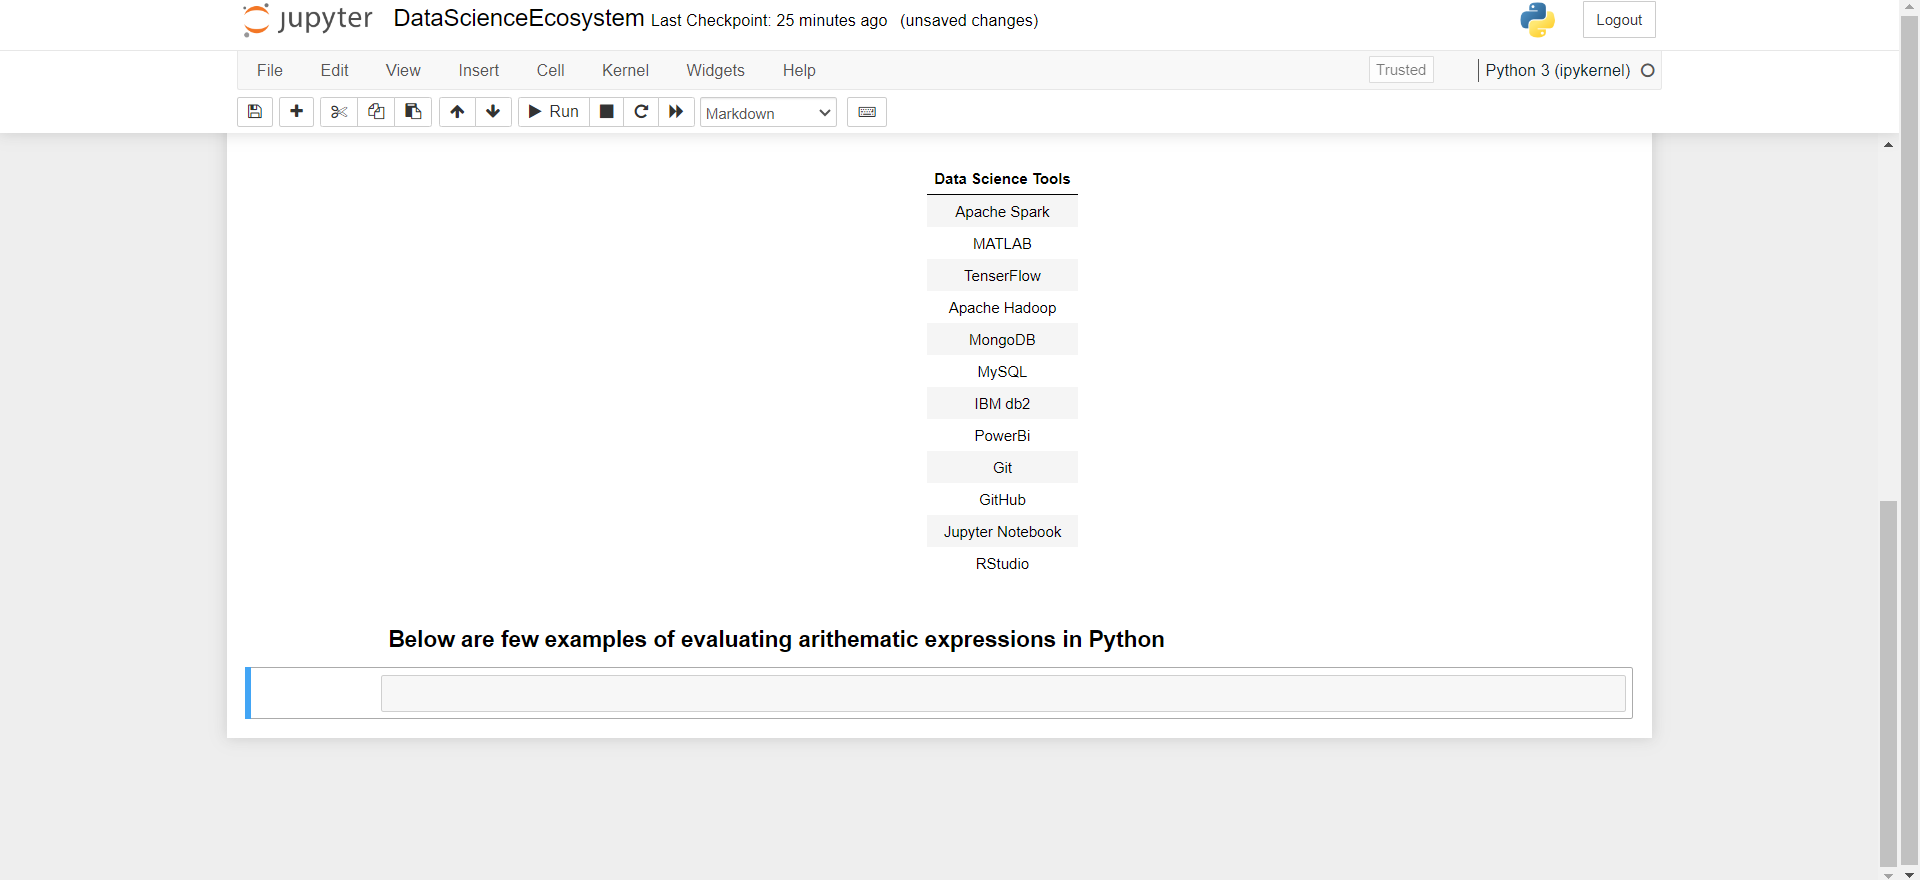 jupyter DataScienceEcosystem Last Checkpoint: 25 minutes ago (unsaved changes) Logout
File Edit View Insert Cell Kernel Widgets Help Trusted Python 3 (ipykernel)
Run Markdown
Data Science Tools
Apache Spark
MATLAB
TenserFlow
Apache Hadoop
MongoDB
MySQL
IBM db2
PowerBi
Git
GitHub
Jupyter Notebook
RStudio
Below are few examples of evaluating arithematic expressions in Python